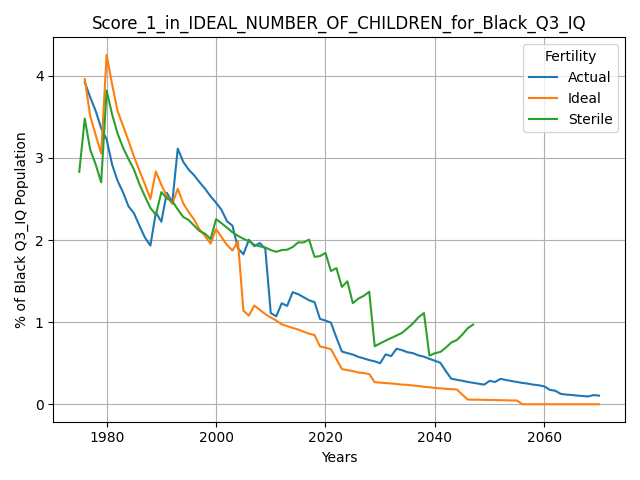 Score_1_in_IDEAL_NUMBER_OF_CHILDREN_for_Black_Q3_IQ
Fertility
Actual
Ideal
Sterile
% of Black Q3_IQ Population
4
3
2
1
0
1980 2000 2020 2040 2060
Years